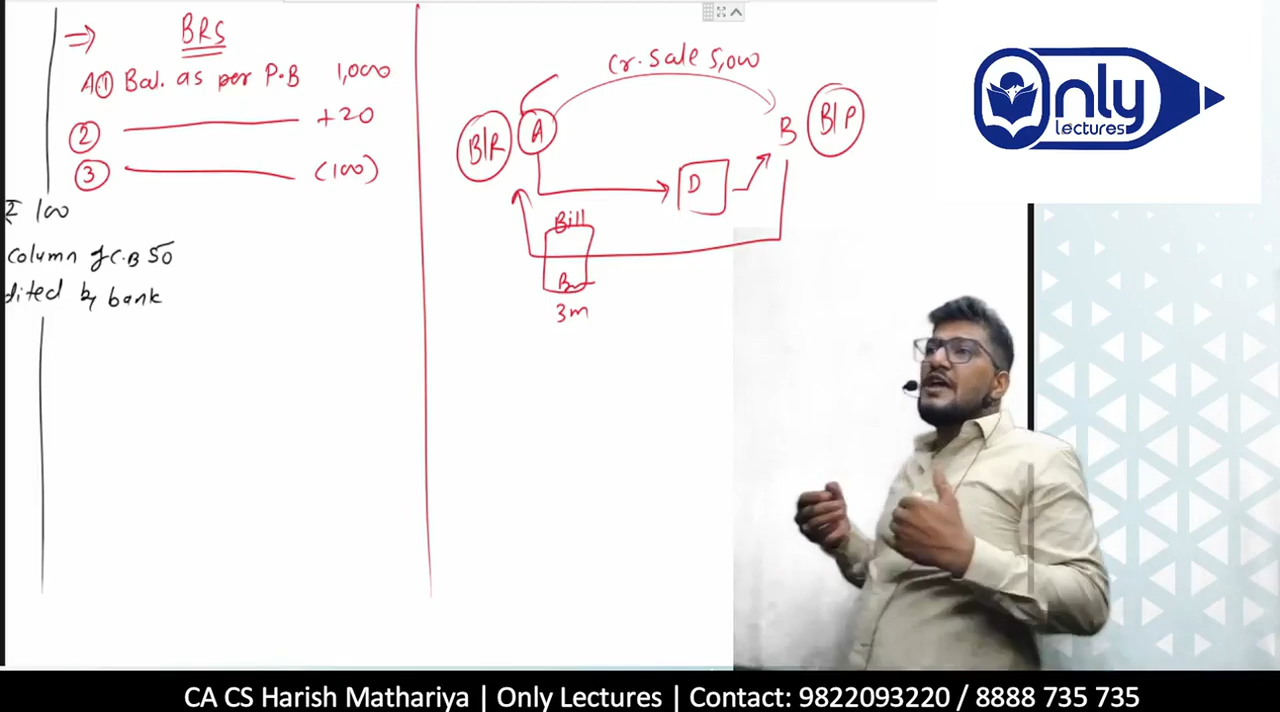 ⇒ BRS
A① Bal. as per P.B 1,000
② +20
③ (100)
₹ 100
column of C.B 50
dited by bank
Cr. Sale 5,000
B/R A B B/P
D
Bill
B
3m
Only
lectures
CA CS Harish Mathariya | Only Lectures | Contact: 9822093220 / 8888 735 735